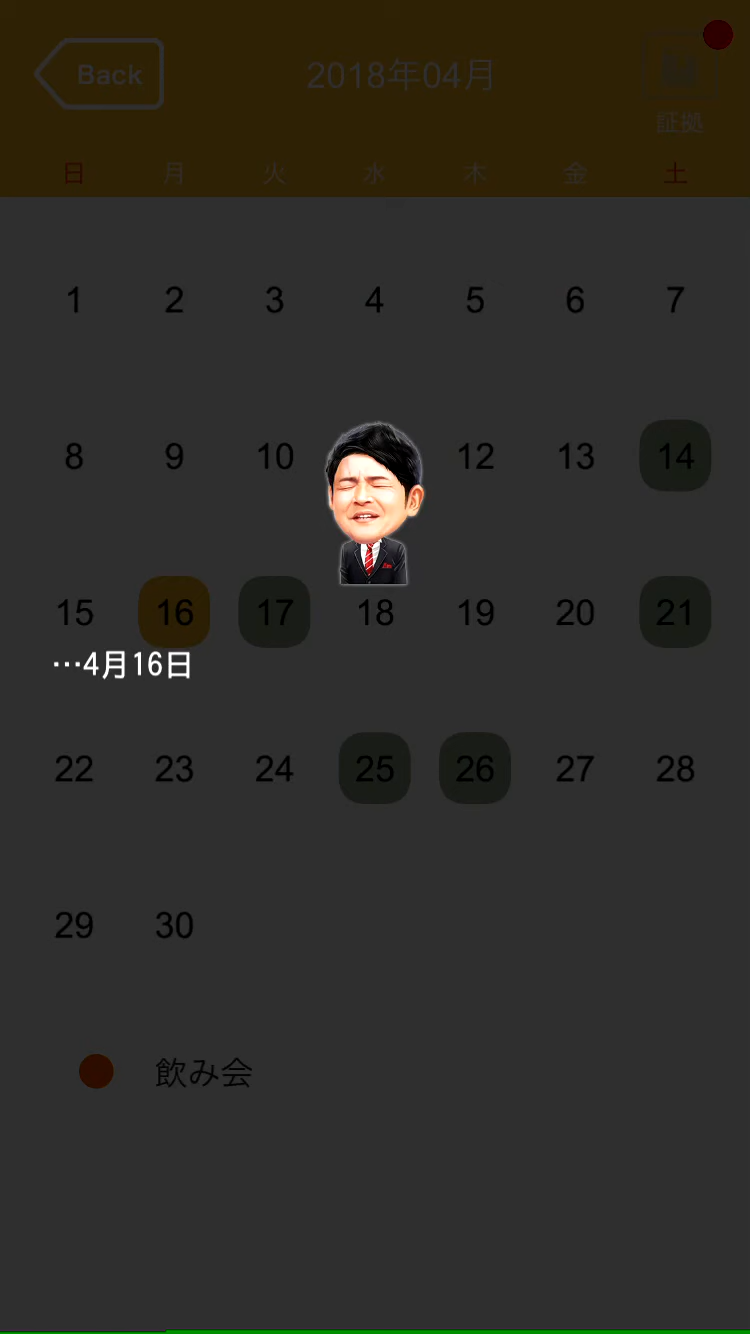 Back 2018年04月
証拠
日 月 火 水 木 金 土
1 2 3 4 5 6 7
8 9 10 12 13 14
15 16 17 18 19 20 21
…4月16日
22 23 24 25 26 27 28
29 30
飲み会